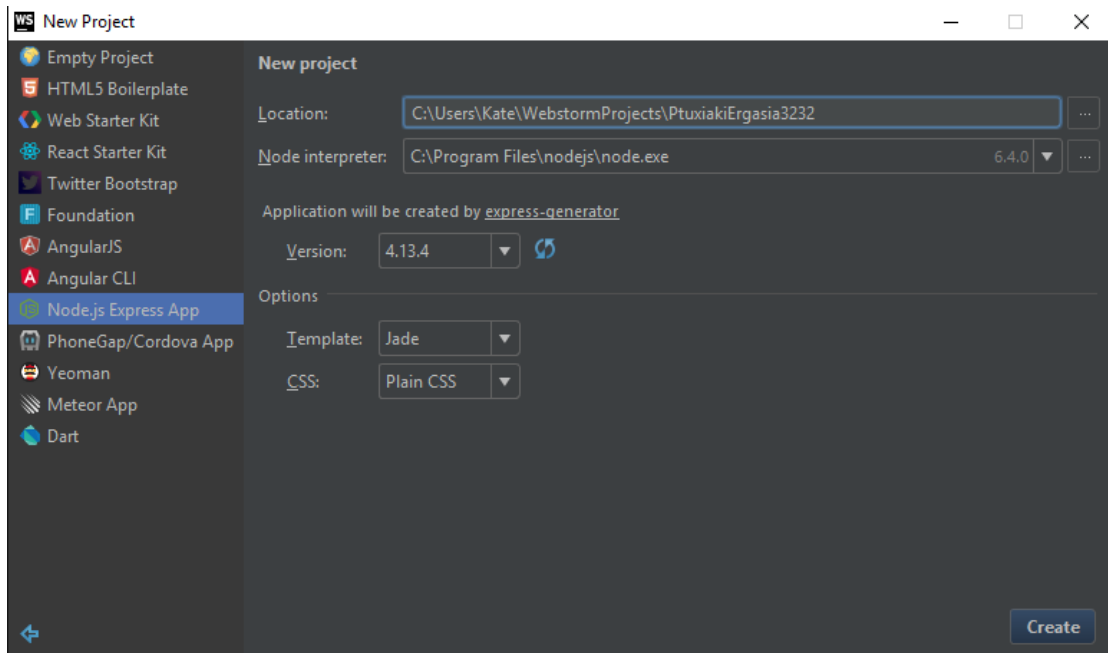 WS New Project
Empty Project
HTML5 Boilerplate
Web Starter Kit
React Starter Kit
Twitter Bootstrap
Foundation
AngularJS
Angular CLI
Node.js Express App
PhoneGap/Cordova App
Yeoman
Meteor App
Dart
New project
Location: C:\Users\Kate\WebstormProjects\PtuxiakiErgasia3232 ...
Node interpreter: C:\Program Files\nodejs\node.exe 6.4.0 ...
Application will be created by express-generator
Version: 4.13.4
Options
Template: Jade
CSS: Plain CSS
Create